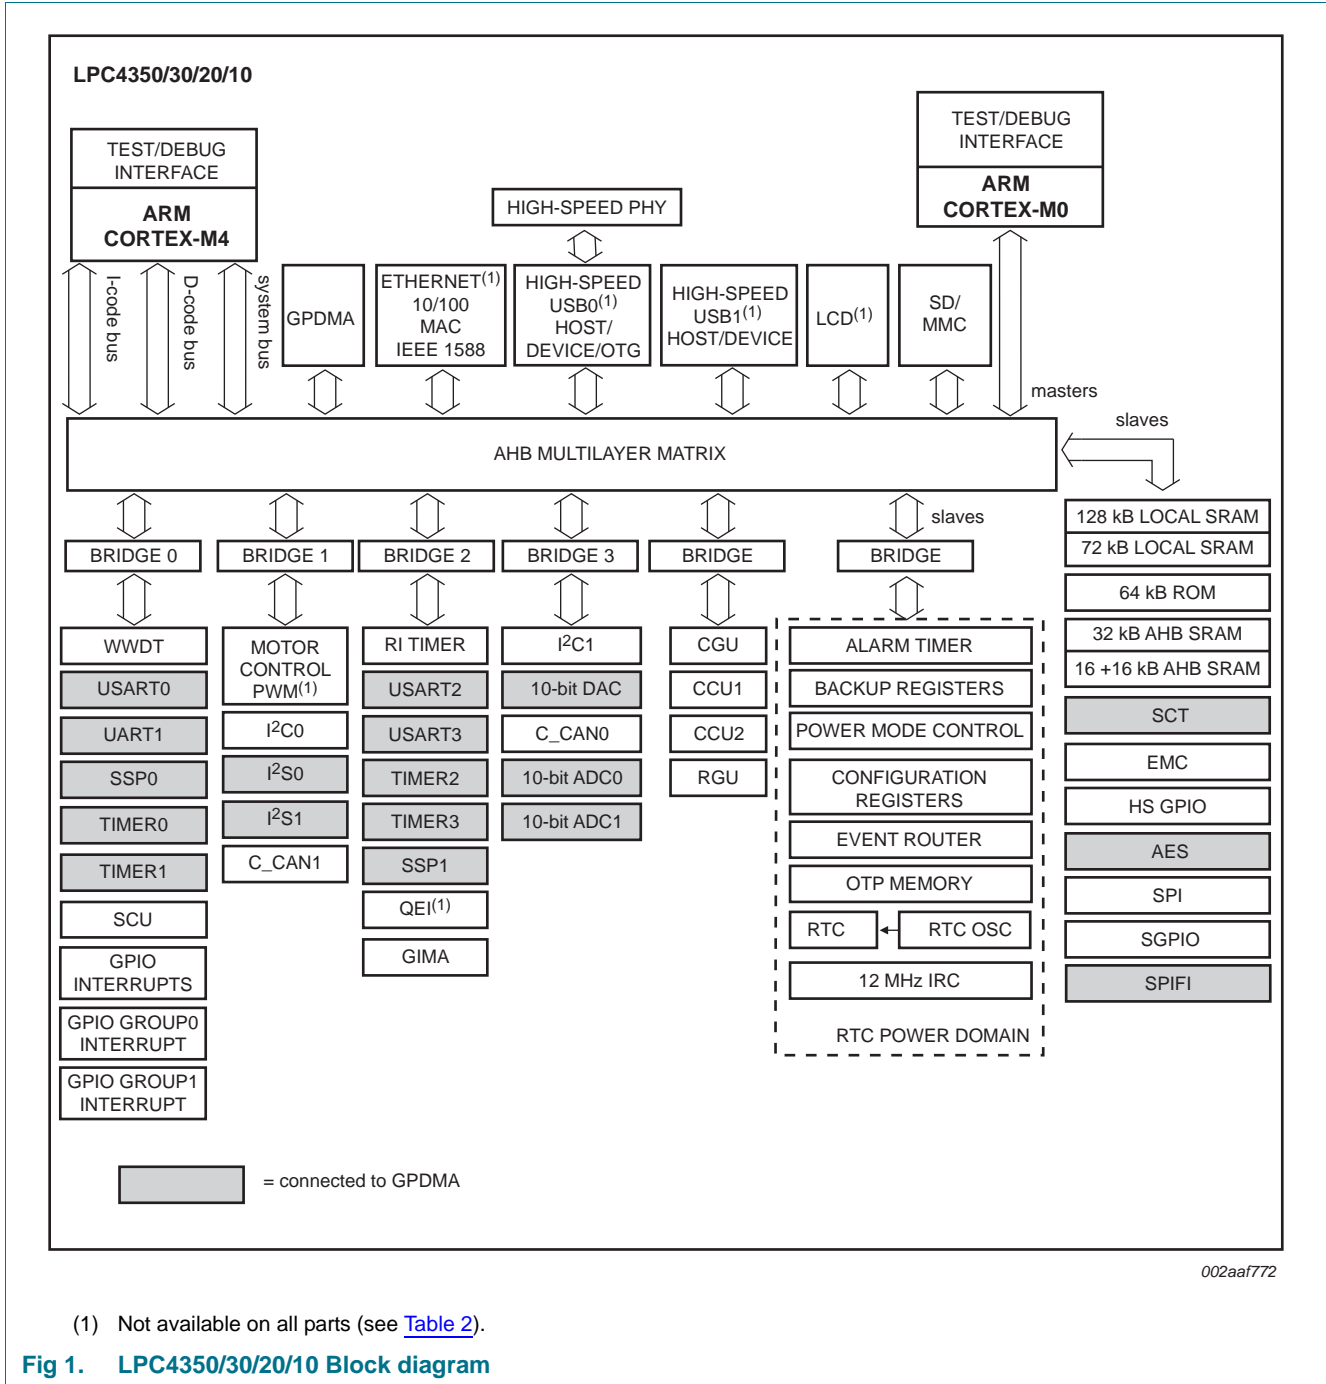 LPC4350/30/20/10
TEST/DEBUG
INTERFACE
ARM
CORTEX-M4
TEST/DEBUG
INTERFACE
ARM
CORTEX-M0
HIGH-SPEED PHY
I-code bus
D-code bus
system bus
GPDMA
ETHERNET(1)
10/100
MAC
IEEE 1588
HIGH-SPEED
USB0(1)
HOST/
DEVICE/OTG
HIGH-SPEED
USB1(1)
HOST/DEVICE
LCD(1)
SD/
MMC
masters
slaves
AHB MULTILAYER MATRIX
slaves
BRIDGE 0
BRIDGE 1
BRIDGE 2
BRIDGE 3
BRIDGE
BRIDGE
WWDT
USART0
UART1
SSP0
TIMER0
TIMER1
SCU
GPIO
INTERRUPTS
GPIO GROUP0
INTERRUPT
GPIO GROUP1
INTERRUPT
MOTOR
CONTROL
PWM(1)
I2C0
I2S0
I2S1
C_CAN1
RI TIMER
USART2
USART3
TIMER2
TIMER3
SSP1
QEI(1)
GIMA
I2C1
10-bit DAC
C_CAN0
10-bit ADC0
10-bit ADC1
CGU
CCU1
CCU2
RGU
ALARM TIMER
BACKUP REGISTERS
POWER MODE CONTROL
CONFIGURATION
REGISTERS
EVENT ROUTER
OTP MEMORY
RTC
RTC OSC
12 MHz IRC
RTC POWER DOMAIN
128 kB LOCAL SRAM
72 kB LOCAL SRAM
64 kB ROM
32 kB AHB SRAM
16 +16 kB AHB SRAM
SCT
EMC
HS GPIO
AES
SPI
SGPIO
SPIFI
= connected to GPDMA
002aaf772
(1) Not available on all parts (see Table 2).
Fig 1. LPC4350/30/20/10 Block diagram